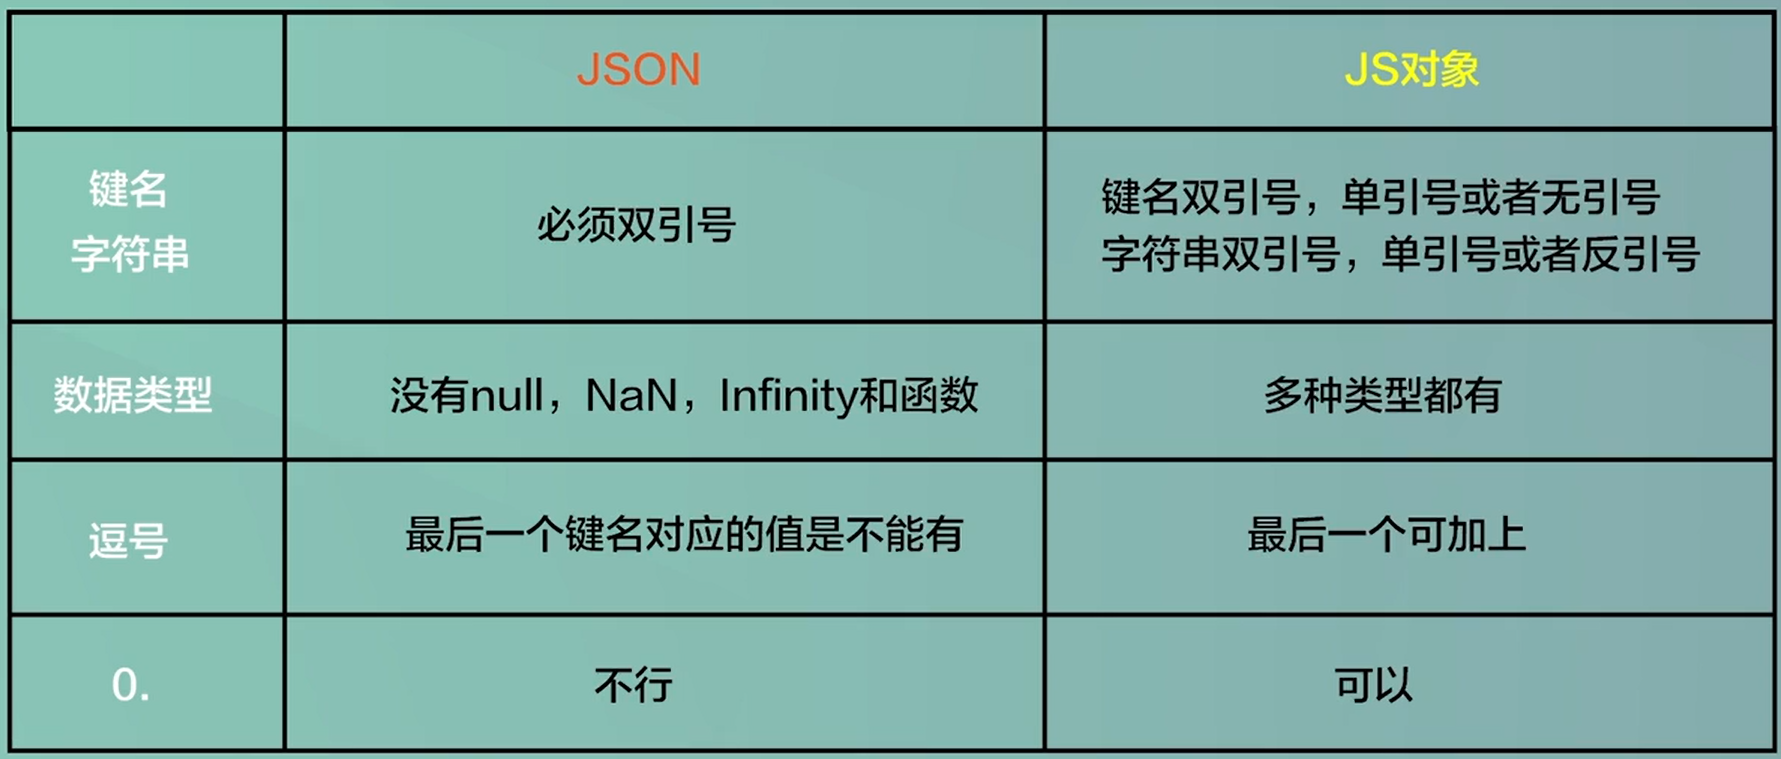 JSON
JS对象
键名
字符串
必须双引号
键名双引号，单引号或者无引号
字符串双引号，单引号或者反引号
数据类型
没有null，NaN，Infinity和函数
多种类型都有
逗号
最后一个键名对应的值是不能有
最后一个可加上
0.
不行
可以